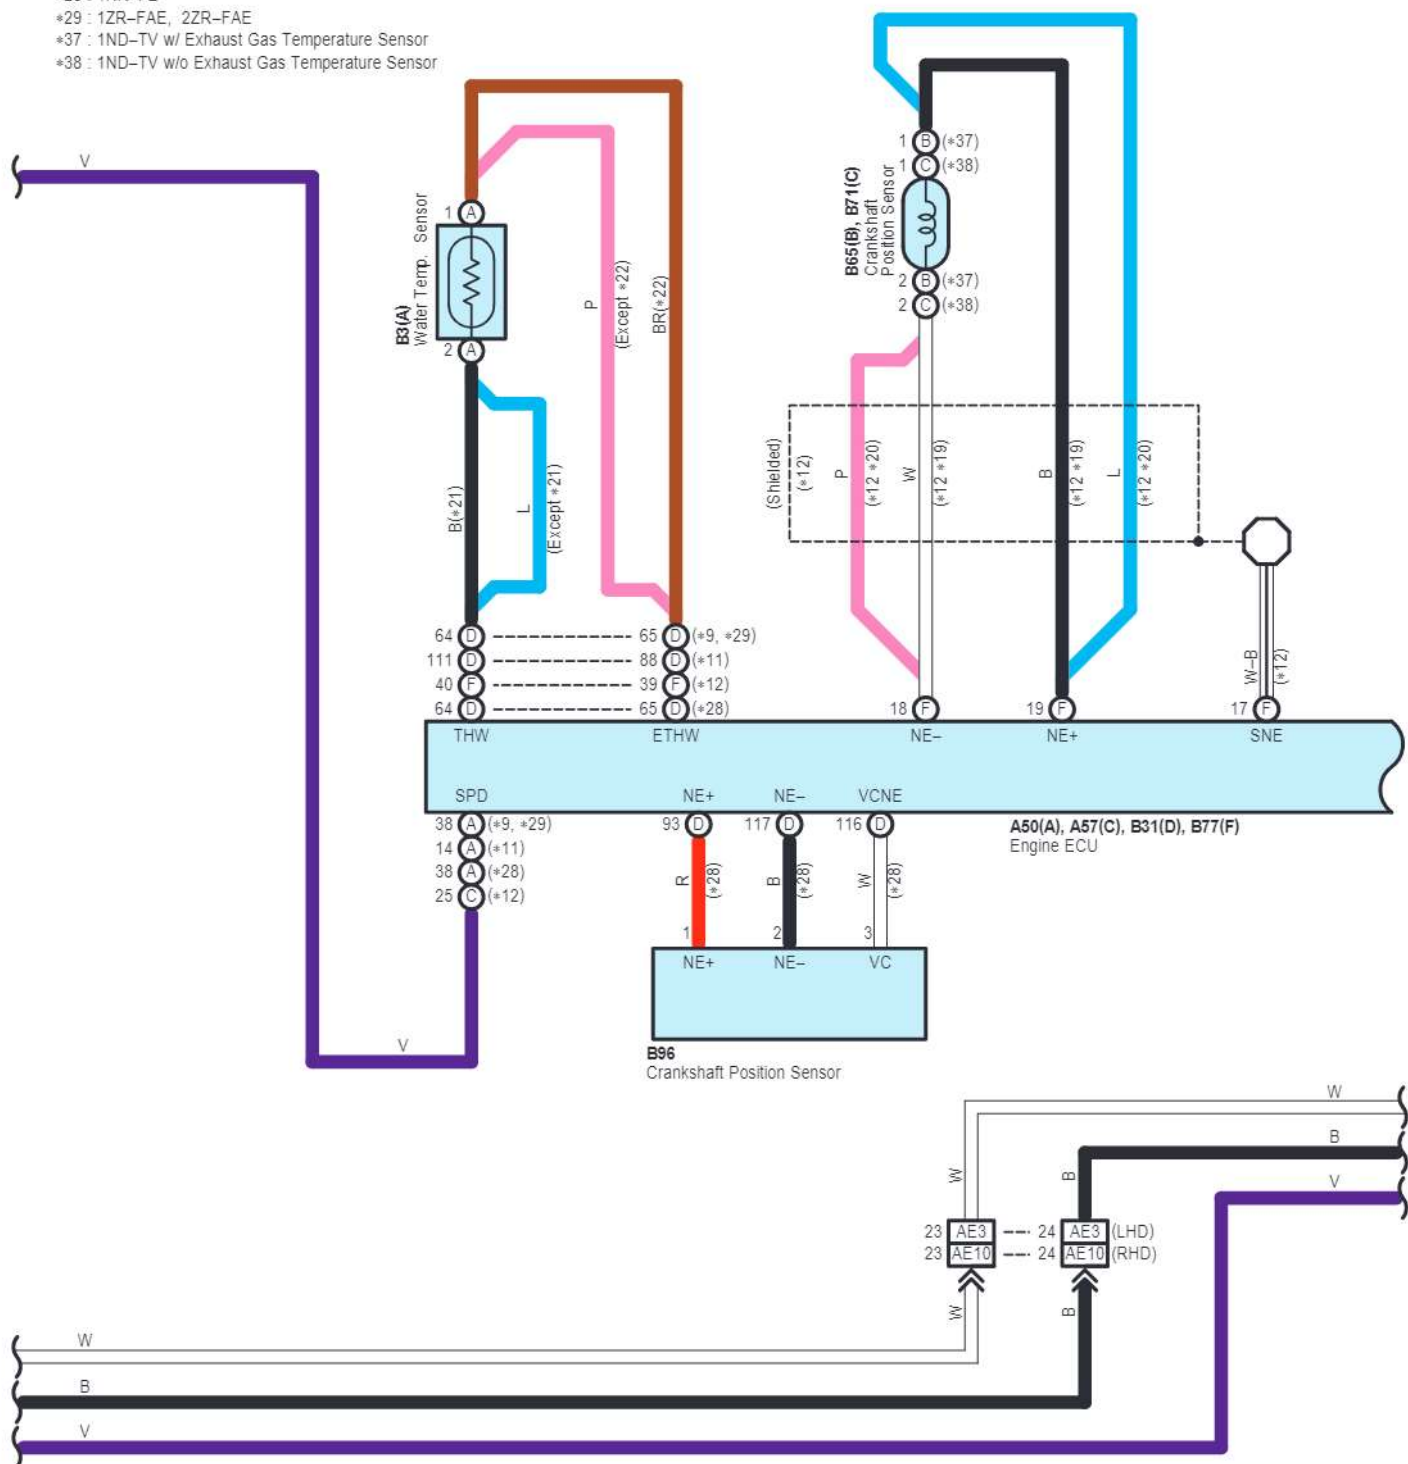 ∗29 : 1ZR–FAE, 2ZR–FAE
∗37 : 1ND–TV w/ Exhaust Gas Temperature Sensor
∗38 : 1ND–TV w/o Exhaust Gas Temperature Sensor
V
1 A
B3(A)
Water Temp. Sensor
2 A
P
(Except ∗22)
BR(∗22)
B(∗21)
L
(Except ∗21)
1 B (∗37)
1 C (∗38)
B65(B), B71(C)
Crankshaft
Position Sensor
2 B (∗37)
2 C (∗38)
(Shielded)
(∗12)
P
(∗12 ∗20)
W
(∗12 ∗19)
B
(∗12 ∗19)
L
(∗12 ∗20)
W–B
(∗12)
64 D 65 D (∗9, ∗29)
111 D 88 D (∗11)
40 F 39 F (∗12)
64 D 65 D (∗28)
18 F
19 F
17 F
THW ETHW NE– NE+ SNE
SPD NE+ NE– VCNE
38 A (∗9, ∗29)
14 A (∗11)
38 A (∗28)
25 C (∗12)
93 D
117 D
116 D
A50(A), A57(C), B31(D), B77(F)
Engine ECU
R
(∗28)
B
(∗28)
W
(∗28)
1 2 3
NE+ NE– VC
B96
Crankshaft Position Sensor
V
W
B
V
W
B
23 AE3 24 AE3 (LHD)
23 AE10 24 AE10 (RHD)
W
B
W
B
V